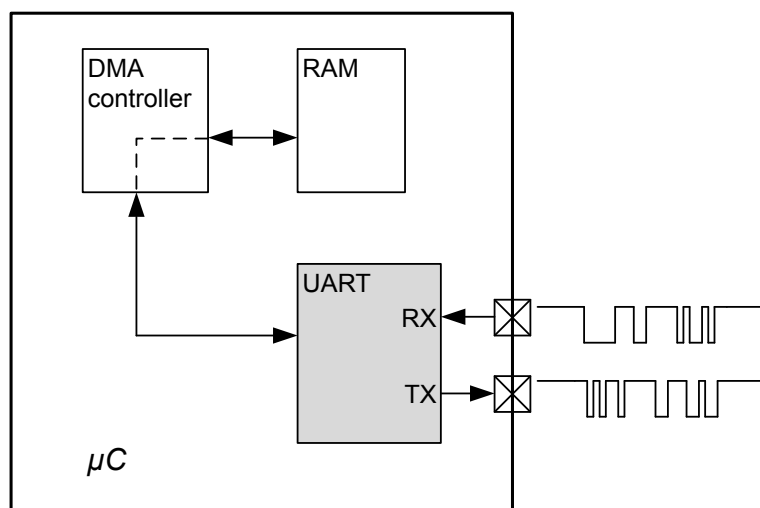 DMA
controller
RAM
UART
RX
TX
µC